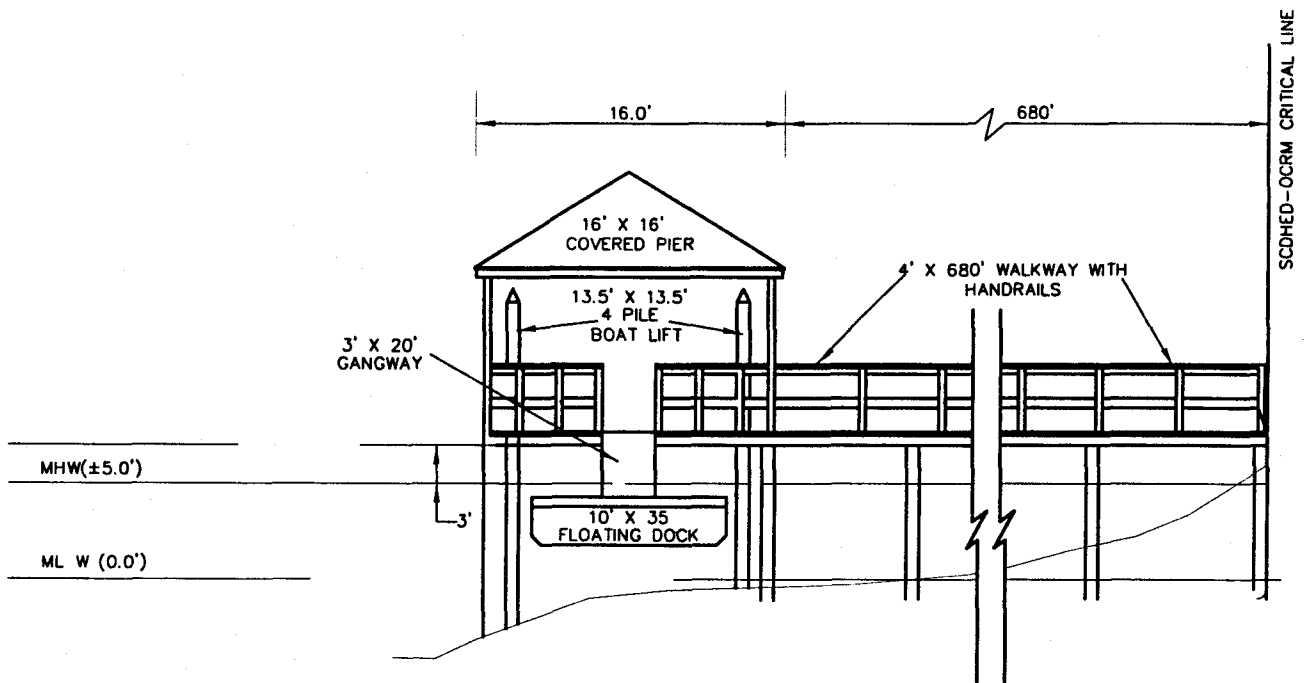 SCDHED-OCRM CRITICAL LINE
16.0'
680'
16' X 16'
COVERED PIER
4' X 680' WALKWAY WITH
HANDRAILS
13.5' X 13.5'
4 PILE
BOAT LIFT
3' X 20'
GANGWAY
MHW(±5.0')
3'
10' X 35
FLOATING DOCK
ML W (0.0')